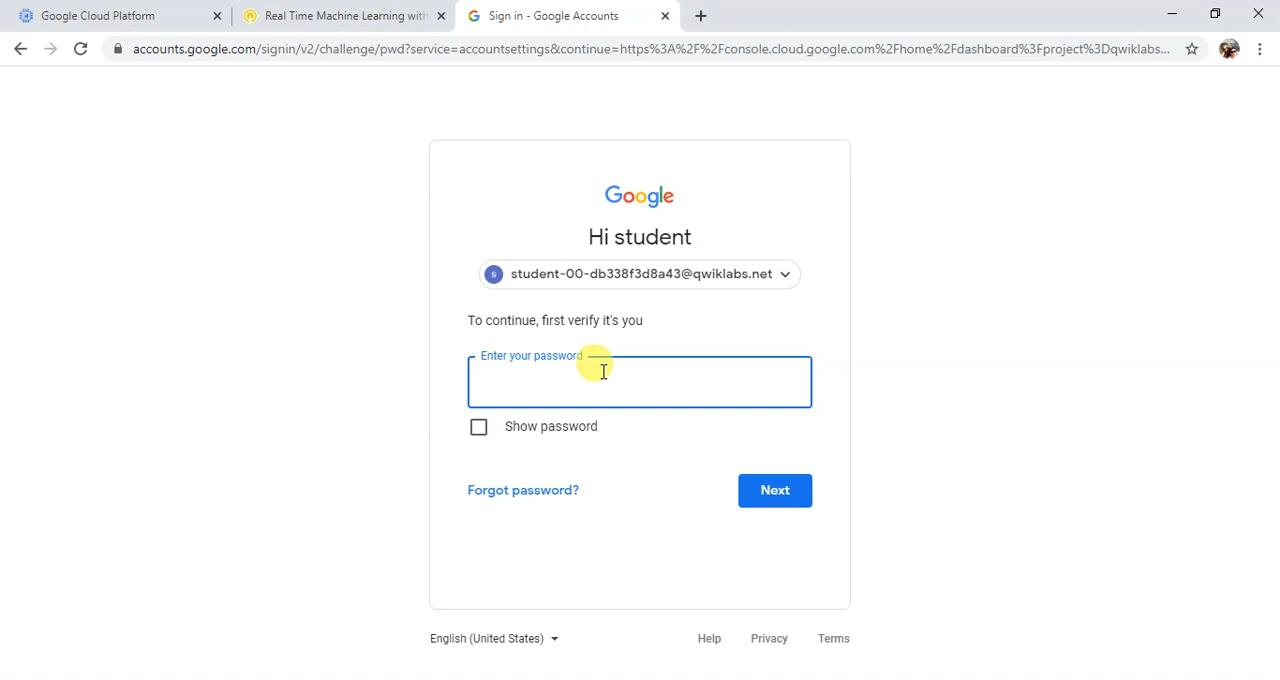 Google Cloud Platform
Real Time Machine Learning with
Sign in - Google Accounts
accounts.google.com/signin/v2/challenge/pwd?service=accountsettings&continue=https%3A%2F%2Fconsole.cloud.google.com%2Fhome%2Fdashboard%3Fproject%3Dqwiklabs...
Google
Hi student
s student-00-db338f3d8a43@qwiklabs.net
To continue, first verify it's you
Enter your password
Show password
Forgot password?
Next
English (United States)
Help Privacy Terms